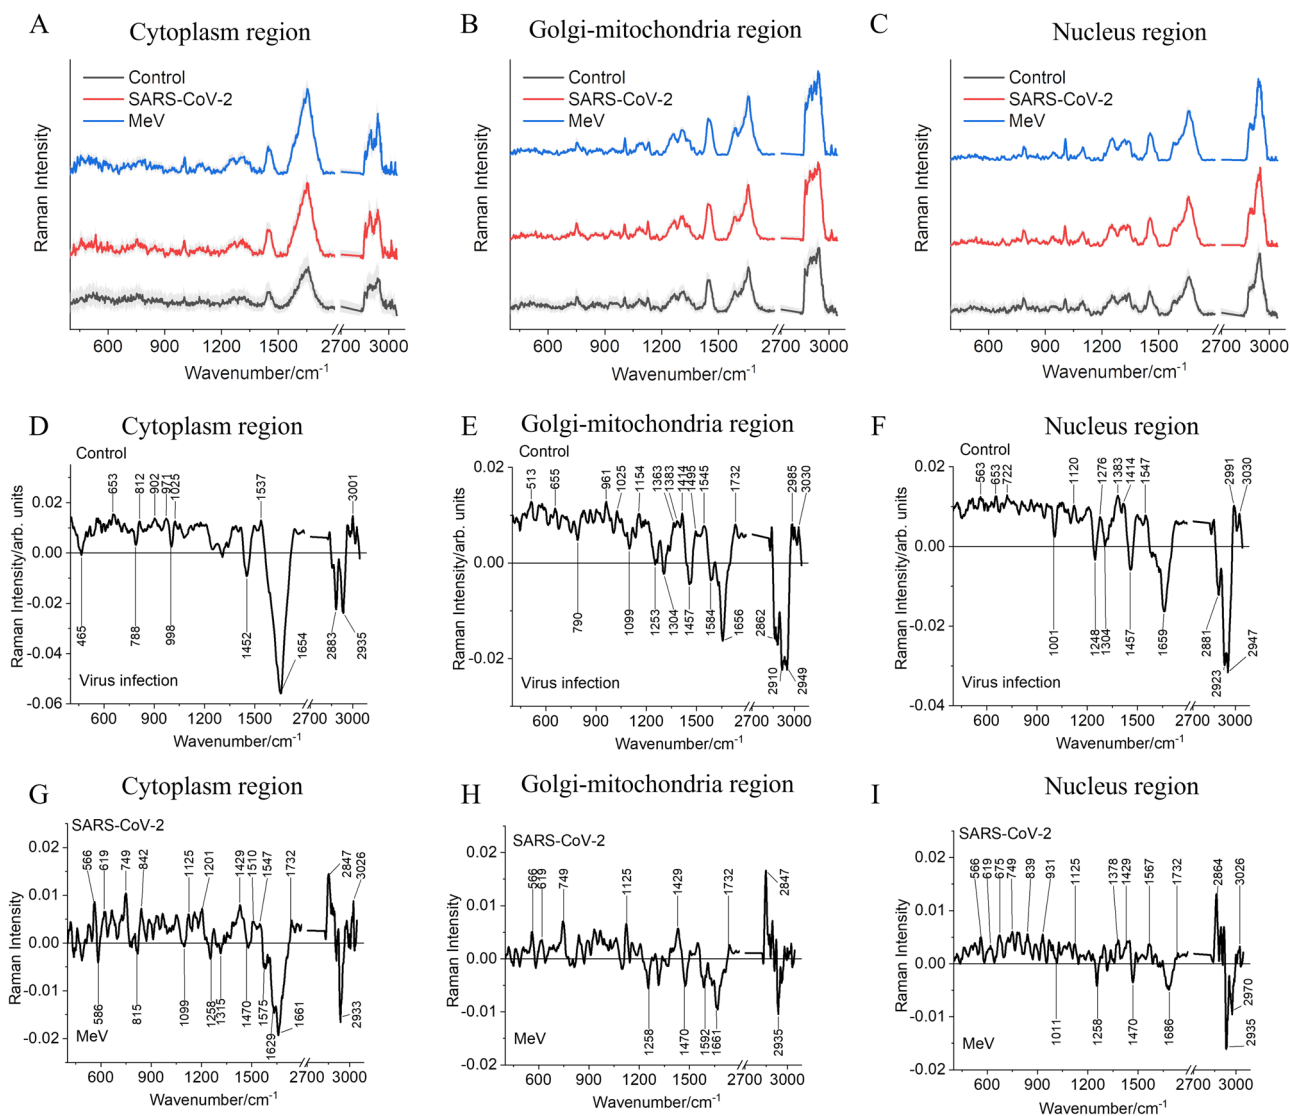 A
Cytoplasm region
Control
SARS-CoV-2
MeV
Raman Intensity
600 900 1200 1500 2700 3000
Wavenumber/cm-1
B
Golgi-mitochondria region
Control
SARS-CoV-2
MeV
Raman Intensity
600 900 1200 1500 2700 3000
Wavenumber/cm-1
C
Nucleus region
Control
SARS-CoV-2
MeV
Raman Intensity
600 900 1200 1500 2700 3000
Wavenumber/cm-1
D
Cytoplasm region
Control
653 812 902 971 1025 1537 3001
0.02
0.00
-0.02
-0.04
-0.06
Raman Intensity/arb. units
465 788 998 1452 1654 2883 2935
Virus infection
600 900 1200 1500 2700 3000
Wavenumber/cm-1
E
Golgi-mitochondria region
Control
513 655 961 1025 1154 1363 1383 1414 1495 1545 1732 2985 3030
0.02
0.00
-0.02
Raman Intensity/arb. units
790 1099 1253 1304 1457 1584 1656 2862
2910 2949
Virus infection
600 900 1200 1500 2700 3000
Wavenumber/cm-1
F
Nucleus region
Control
563 653 722 1120 1276 1383 1414 1547 2991 3030
0.02
0.00
-0.02
-0.04
Raman Intensity/arb. units
1001 1248 1304 1457 1659 2881 2923 2947
Virus infection
600 900 1200 1500 2700 3000
Wavenumber/cm-1
G
Cytoplasm region
SARS-CoV-2
566 619 749 842 1125 1201 1429 1510 1547 1732 2847 3026
0.02
0.01
0.00
-0.01
-0.02
Raman Intensity
586 815 1099 1258 1315 1470 1575 1629 1661 2933
MeV
600 900 1200 1500 2700 3000
Wavenumber/cm-1
H
Golgi-mitochondria region
SARS-CoV-2
566 619 749 1125 1429 1732 2847
0.02
0.01
0.00
-0.01
-0.02
Raman Intensity
1258 1470 1592 1661 2935
MeV
600 900 1200 1500 2700 3000
Wavenumber/cm-1
I
Nucleus region
SARS-CoV-2
566 619 675 749 839 931 1125 1378 1429 1567 1732 2864 3026
0.02
0.01
0.00
-0.01
-0.02
Raman Intensity
1011 1258 1470 1686 2935 2970
MeV
600 900 1200 1500 2700 3000
Wavenumber/cm-1